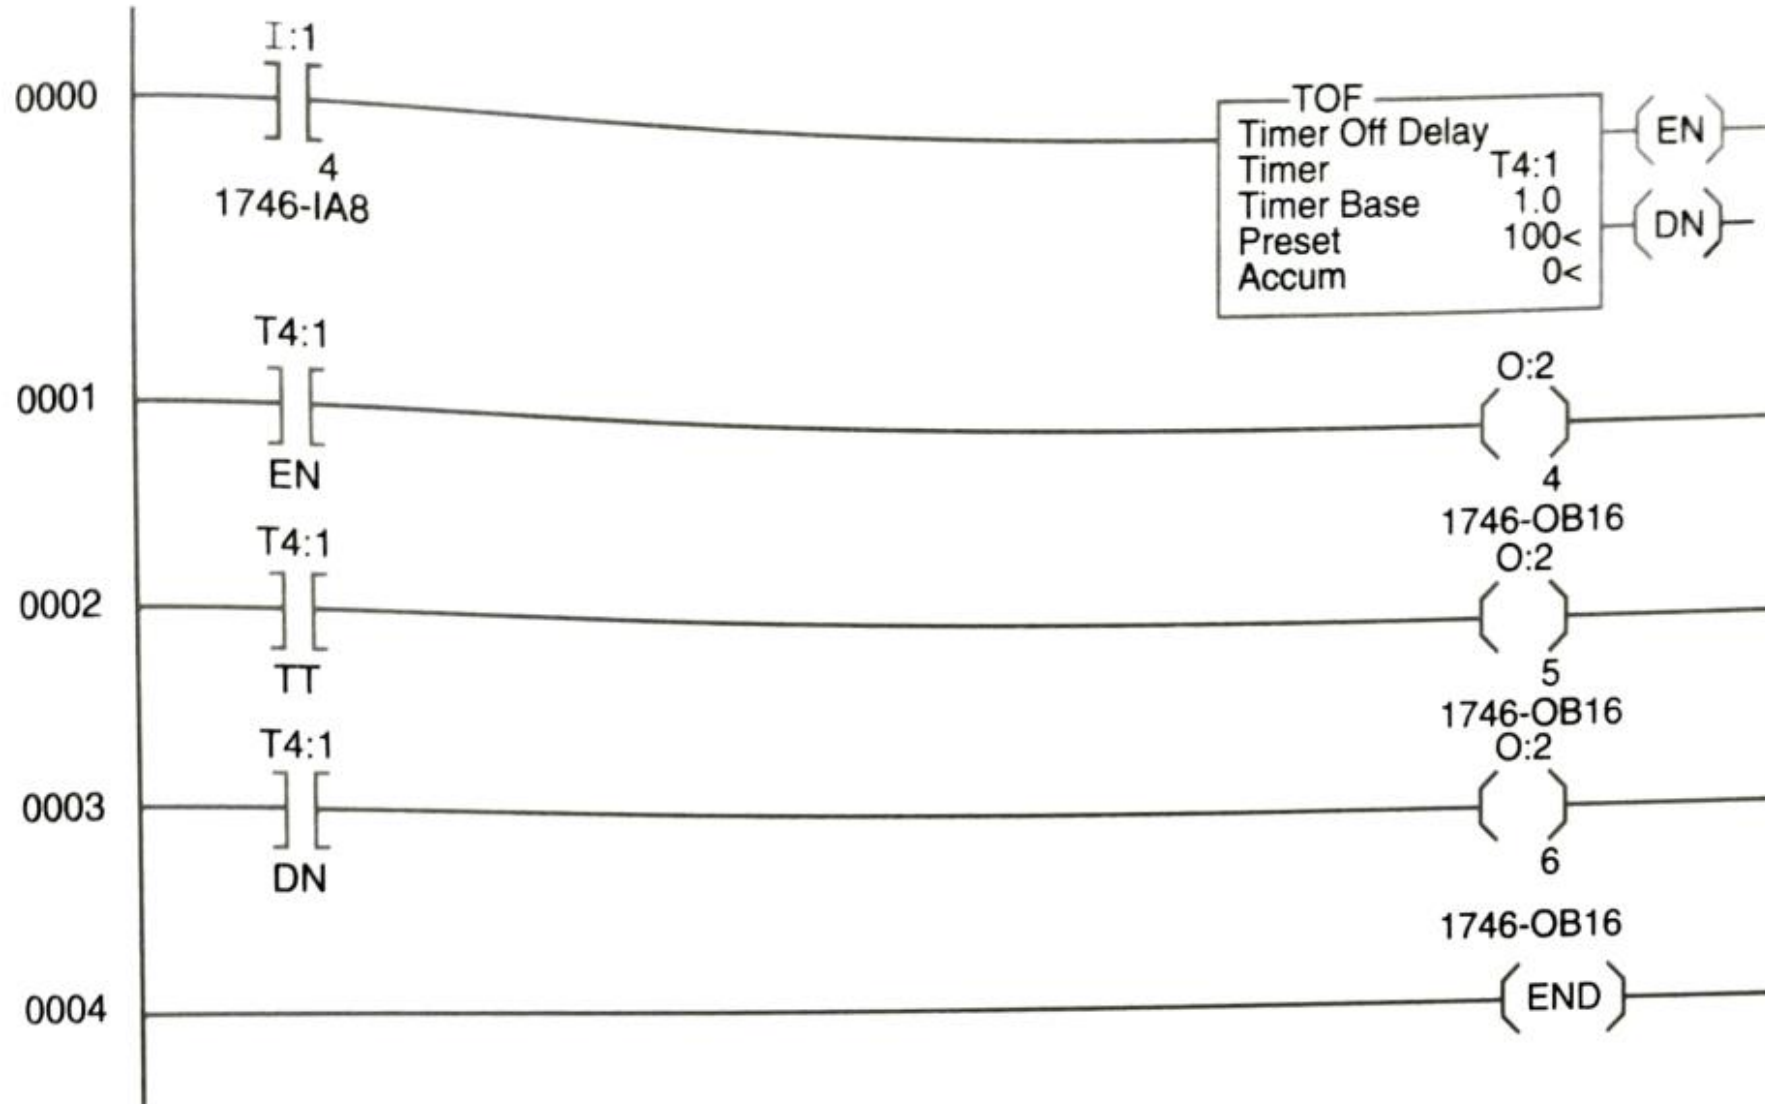 I:1
0000
4
1746-IA8
TOF
Timer Off Delay
Timer T4:1
Timer Base 1.0
Preset 100<
Accum 0<
EN
DN
T4:1
0001
EN
O:2
4
1746-OB16
T4:1
0002
TT
O:2
5
1746-OB16
T4:1
0003
DN
O:2
6
1746-OB16
0004
END